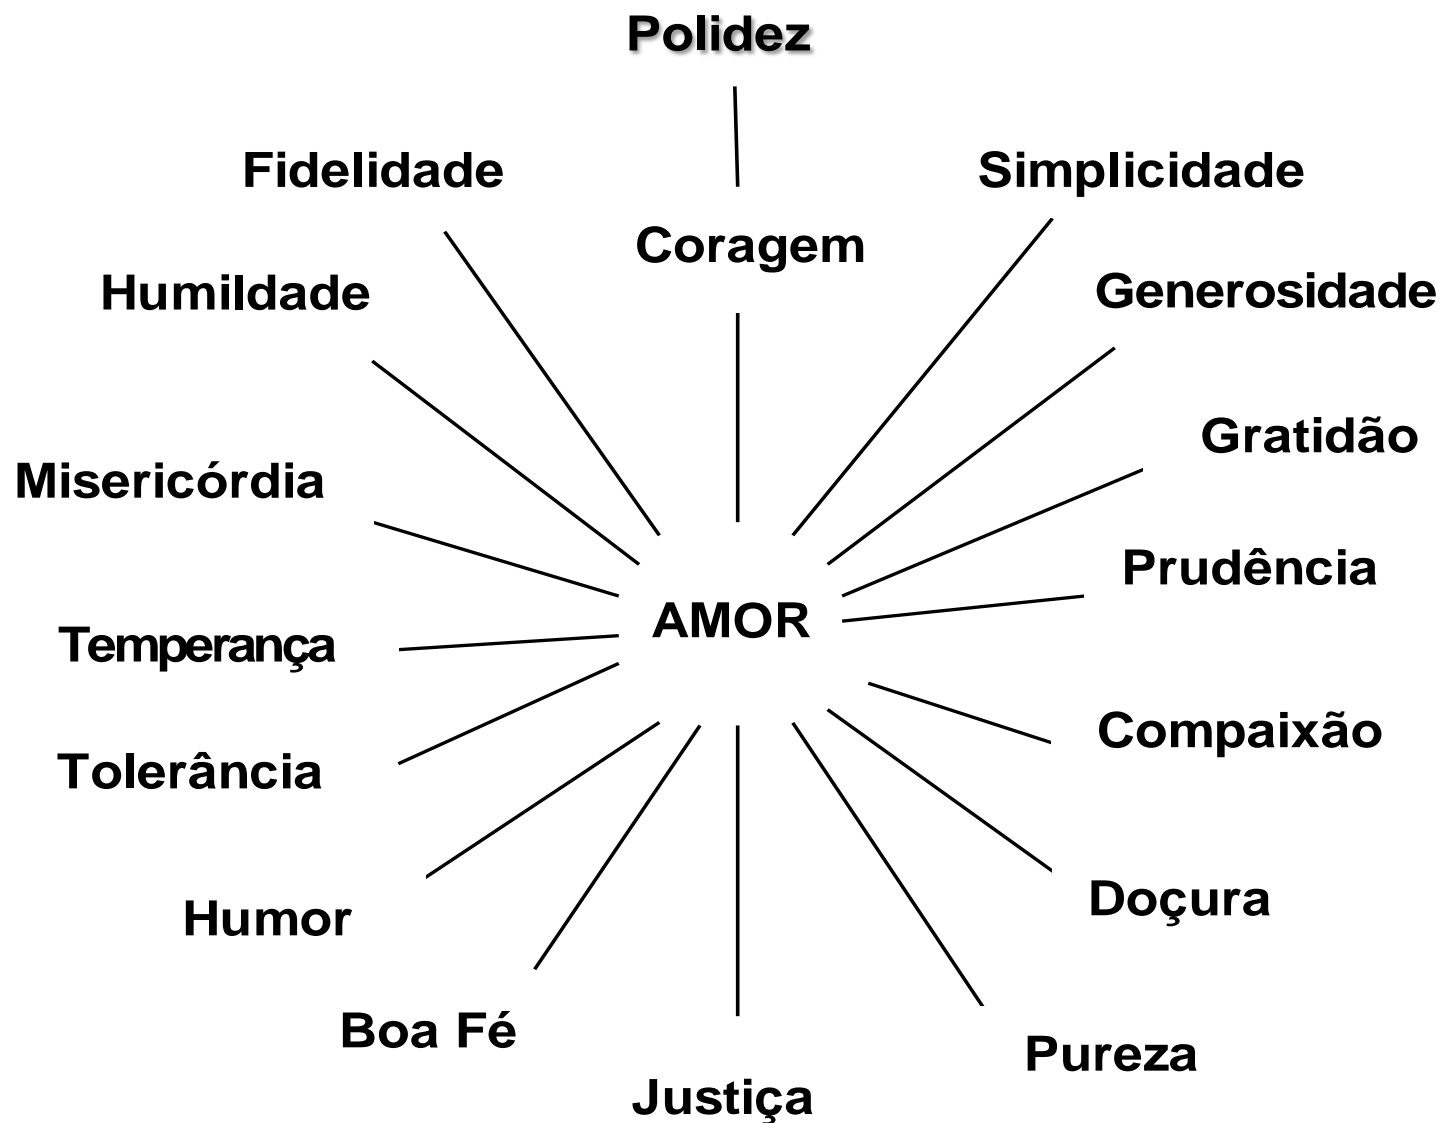 Polidez
Fidelidade
Simplicidade
Coragem
Humildade
Generosidade
Gratidão
Misericórdia
Prudência
AMOR
Temperança
Compaixão
Tolerância
Doçura
Humor
Boa Fé
Pureza
Justiça